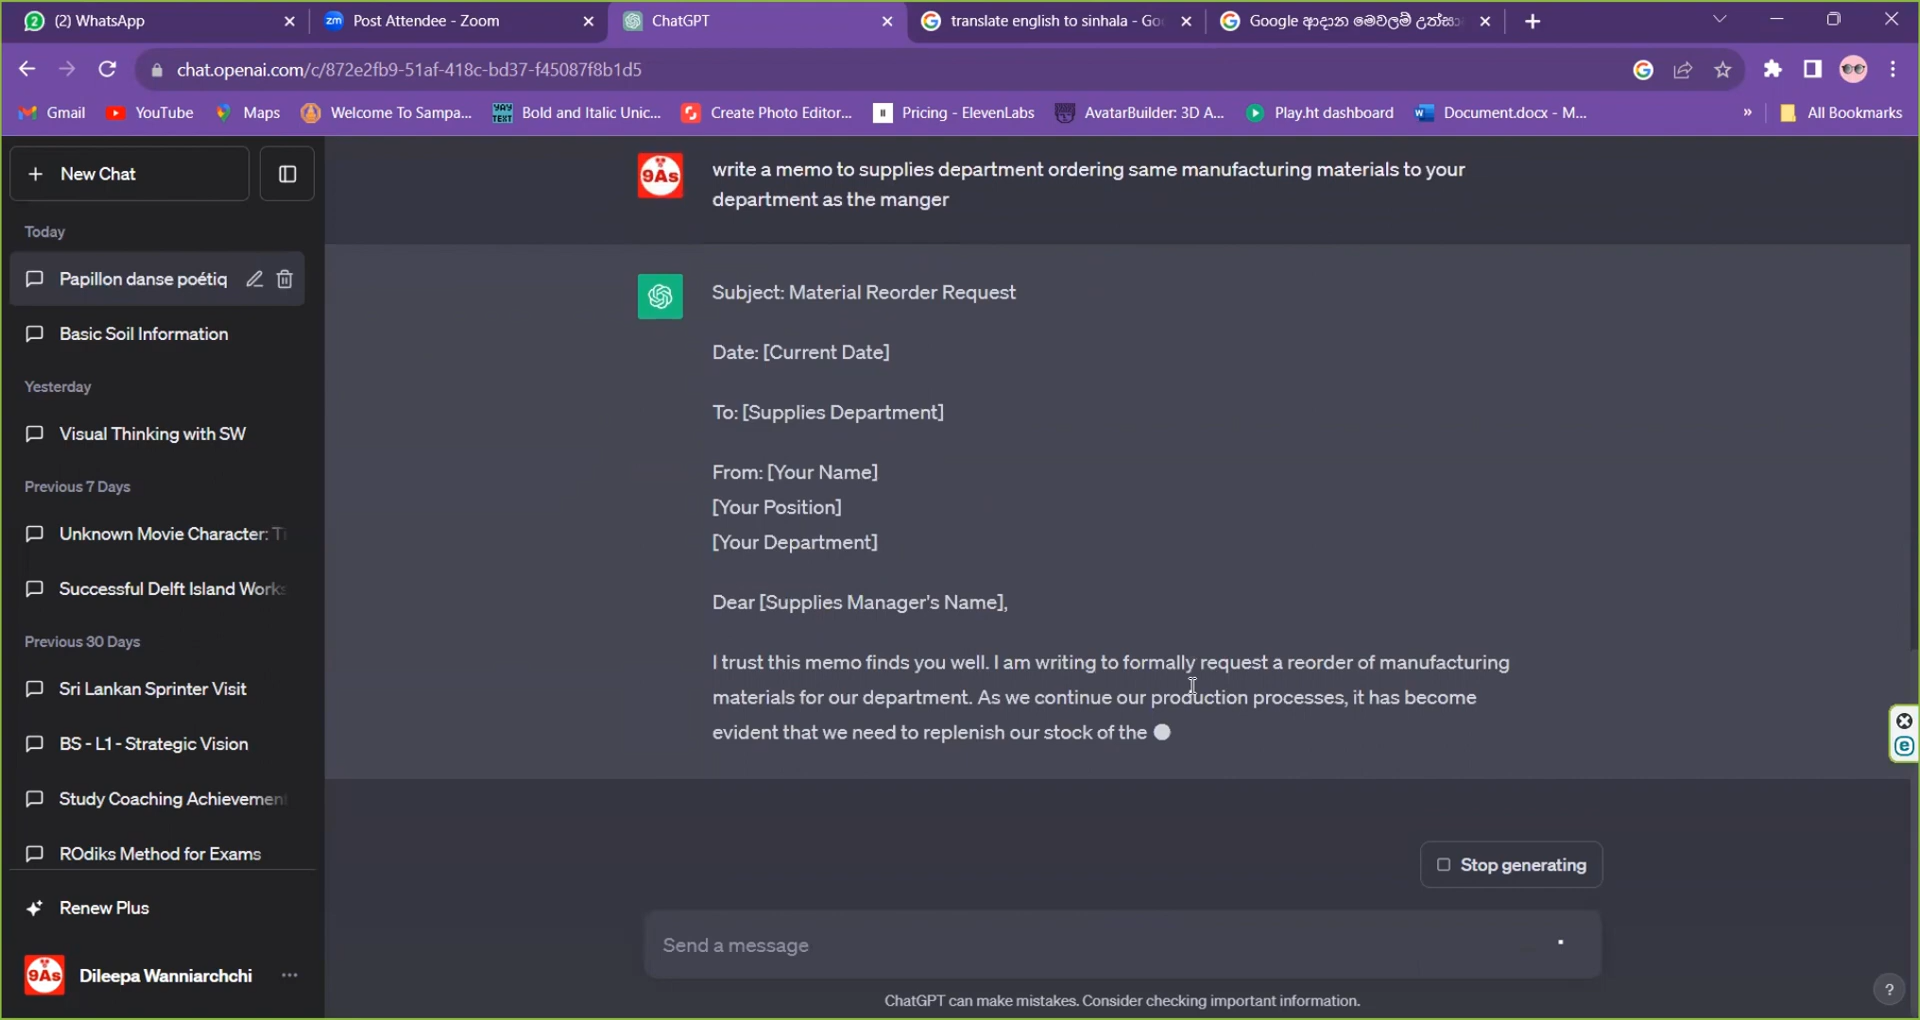 (2) WhatsApp
Post Attendee - Zoom
ChatGPT
translate english to sinhala - Go
Google ආදාන මෙවලම් උත්සා
chat.openai.com/c/872e2fb9-51af-418c-bd37-f45087f8b1d5
Gmail
YouTube
Maps
Welcome To Sampa...
Bold and Italic Unic...
Create Photo Editor...
Pricing - ElevenLabs
AvatarBuilder: 3D A...
Play.ht dashboard
Document.docx - M...
»
All Bookmarks
+ New Chat
Today
Papillon danse poétiq
Basic Soil Information
Yesterday
Visual Thinking with SW
Previous 7 Days
Unknown Movie Character: T
Successful Delft Island Works
Previous 30 Days
Sri Lankan Sprinter Visit
BS - L1 - Strategic Vision
Study Coaching Achievement
ROdiks Method for Exams
Renew Plus
9As
Dileepa Wanniarchchi
9As
write a memo to supplies department ordering same manufacturing materials to your
department as the manger
Subject: Material Reorder Request
Date: [Current Date]
To: [Supplies Department]
From: [Your Name]
[Your Position]
[Your Department]
Dear [Supplies Manager's Name],
I trust this memo finds you well. I am writing to formally request a reorder of manufacturing
materials for our department. As we continue our production processes, it has become
evident that we need to replenish our stock of the
Stop generating
Send a message
ChatGPT can make mistakes. Consider checking important information.
?